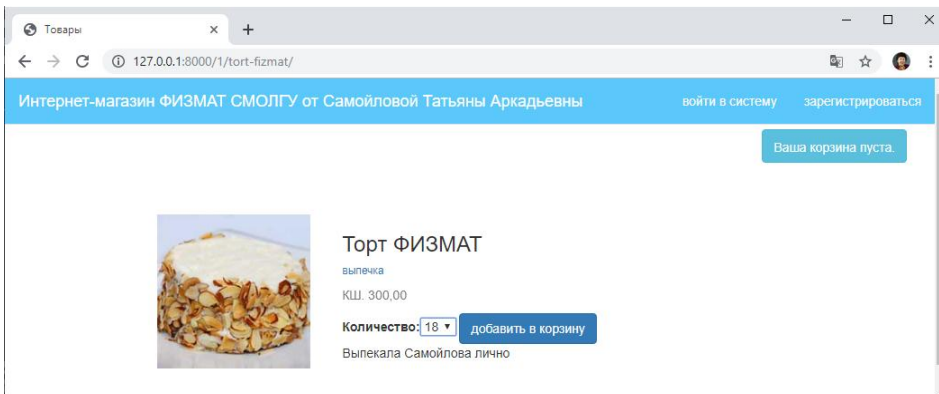 Товары
127.0.0.1:8000/1/tort-fizmat/
Интернет-магазин ФИЗМАТ СМОЛГУ от Самойловой Татьяны Аркадьевны войти в систему зарегистрироваться
Ваша корзина пуста.
Торт ФИЗМАТ
выпечка
КШ. 300,00
Количество: 18 добавить в корзину
Выпекала Самойлова лично